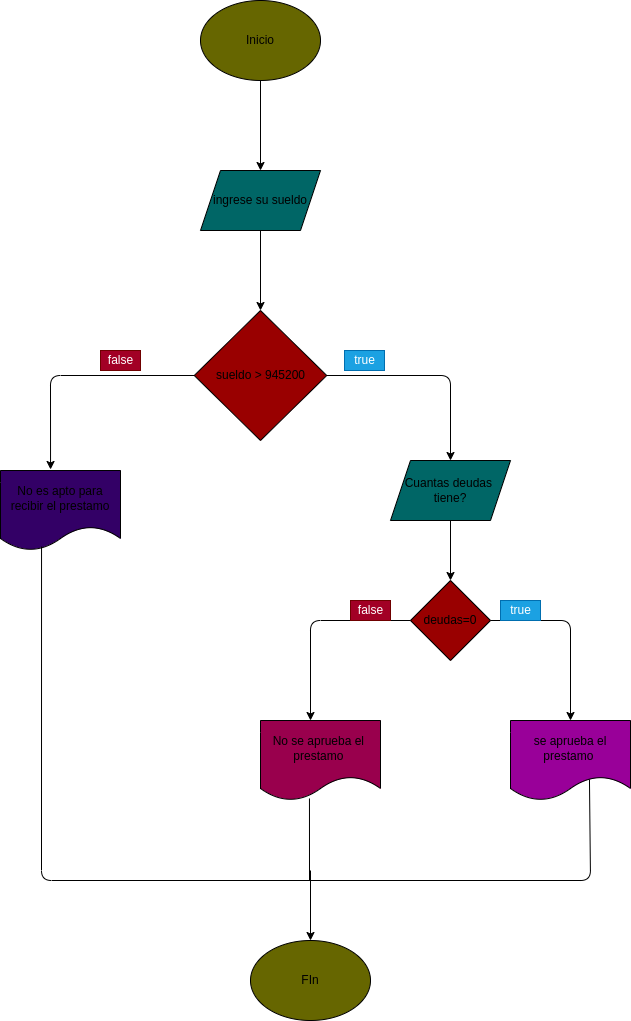 Inicio
ingrese su sueldo
false
true
sueldo > 945200
Cuantas deudas
tiene?
No es apto para
recibir el prestamo
false
true
deudas=0
No se aprueba el
prestamo
se aprueba el
prestamo
FIn